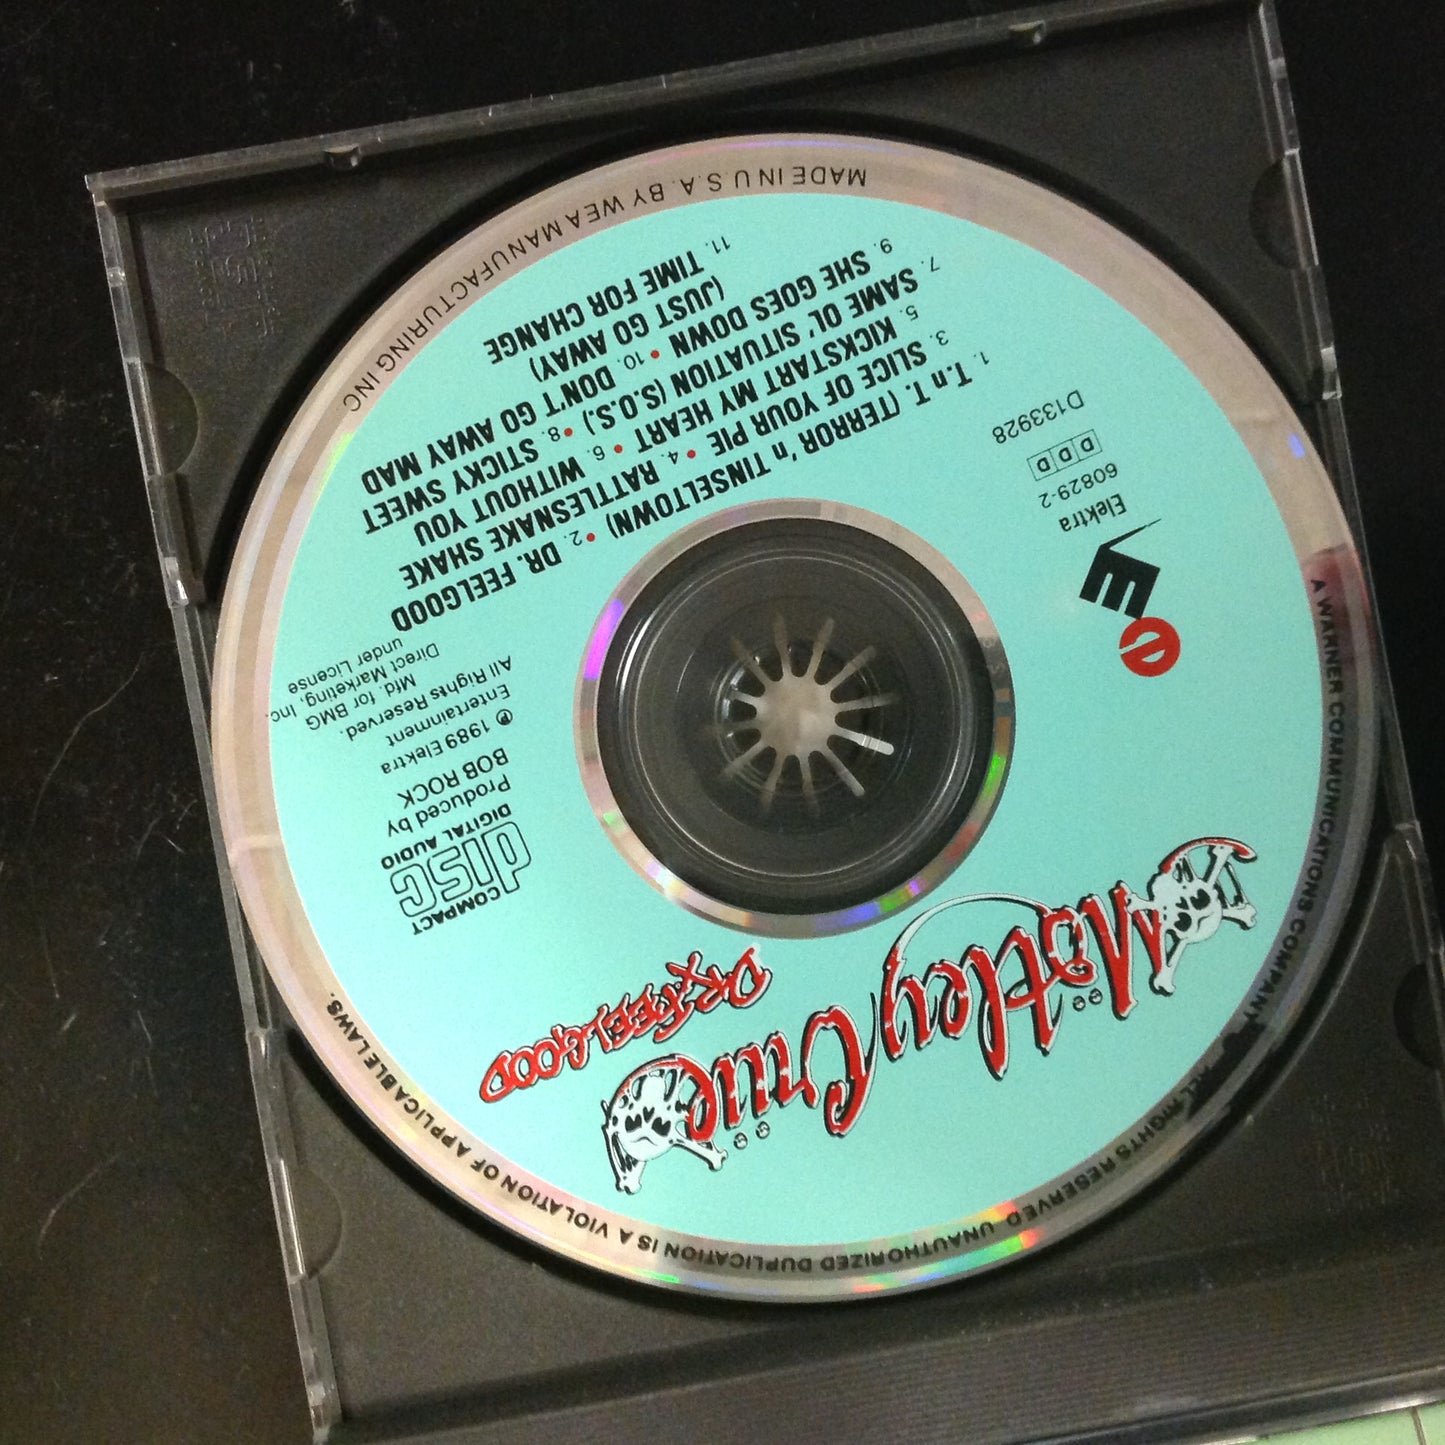 Mötley Crüe
DR. FEELGOOD
COMPACT
disc
DIGITAL AUDIO
Produced by
BOB ROCK
℗ 1989 Elektra
Entertainment
All Rights Reserved.
Mfd. for BMG
Direct Marketing, Inc.
under License
e
Elektra
60829-2
D D D
D133928
1. T.n T. (TERROR 'n TINSELTOWN) • 2. DR. FEELGOOD
3. SLICE OF YOUR PIE • 4. RATTLESNAKE SHAKE
5. KICKSTART MY HEART • 6. WITHOUT YOU
7. SAME OL' SITUATION (S.O.S.) • 8. STICKY SWEET
9. SHE GOES DOWN • 10. DON'T GO AWAY MAD
(JUST GO AWAY)
11. TIME FOR CHANGE
MADE IN U.S.A. BY WEA MANUFACTURING INC
A WARNER COMMUNICATIONS COMPANY ALL RIGHTS RESERVED. UNAUTHORIZED DUPLICATION IS A VIOLATION OF APPLICABLE LAWS.